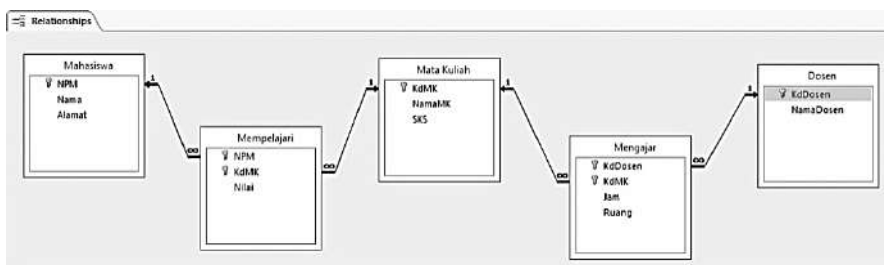 Relationships
Mahasiswa
NPM
Nama
Alamat
1
∞
Mempelajari
NPM
KdMK
Nilai
∞
1
Mata Kuliah
KdMK
NamaMK
SKS
1
∞
Mengajar
KdDosen
KdMK
Jam
Ruang
∞
1
Dosen
KdDosen
NamaDosen